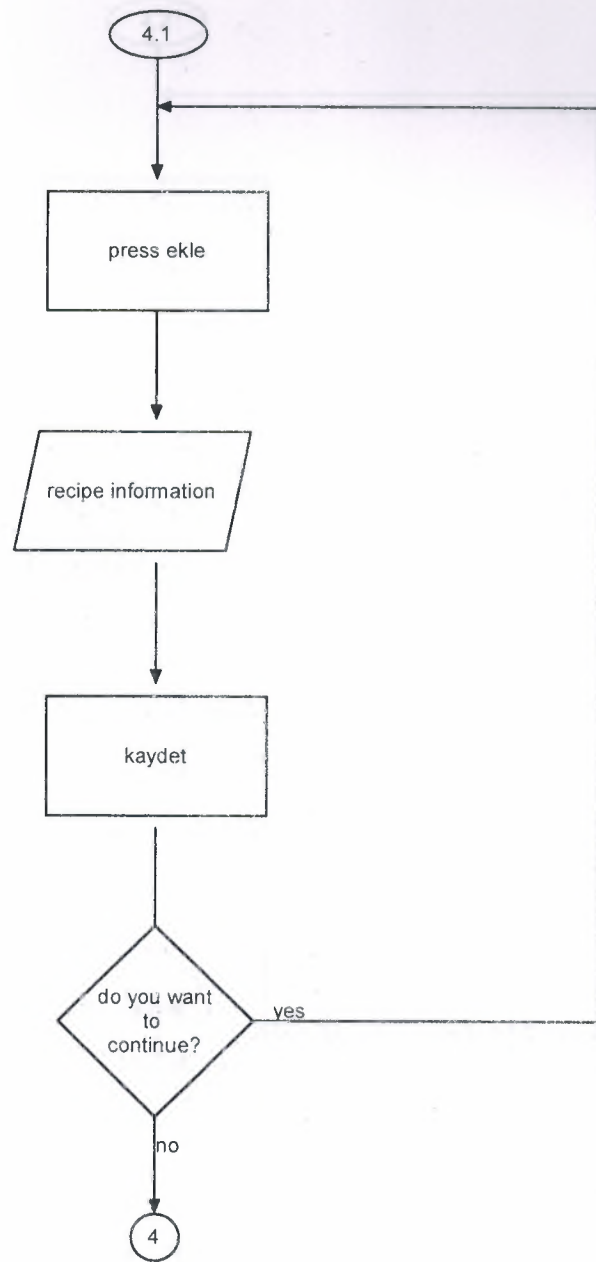 4.1
press ekle
recipe information
kaydet
do you want
to
continue?
yes
no
4